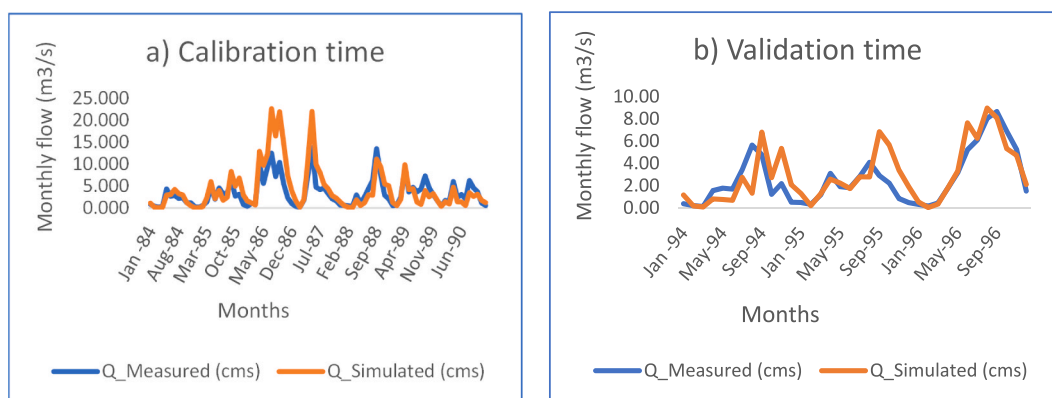 a) Calibration time
Monthly flow (m3/s)
25.000
20.000
15.000
10.000
5.000
0.000
Jan -84
Aug-84
Mar-85
Oct-85
May-86
Dec-86
Jul-87
Feb-88
Sep-88
Apr-89
Nov-89
Jun-90
Months
Q_Measured (cms)
Q_Simulated (cms)
b) Validation time
Monthly flow (m3/s)
10.00
8.00
6.00
4.00
2.00
0.00
Jan -94
May-94
Sep-94
Jan-95
May-95
Sep-95
Jan-96
May-96
Sep-96
Months
Q_Measured (cms)
Q_Simulated (cms)